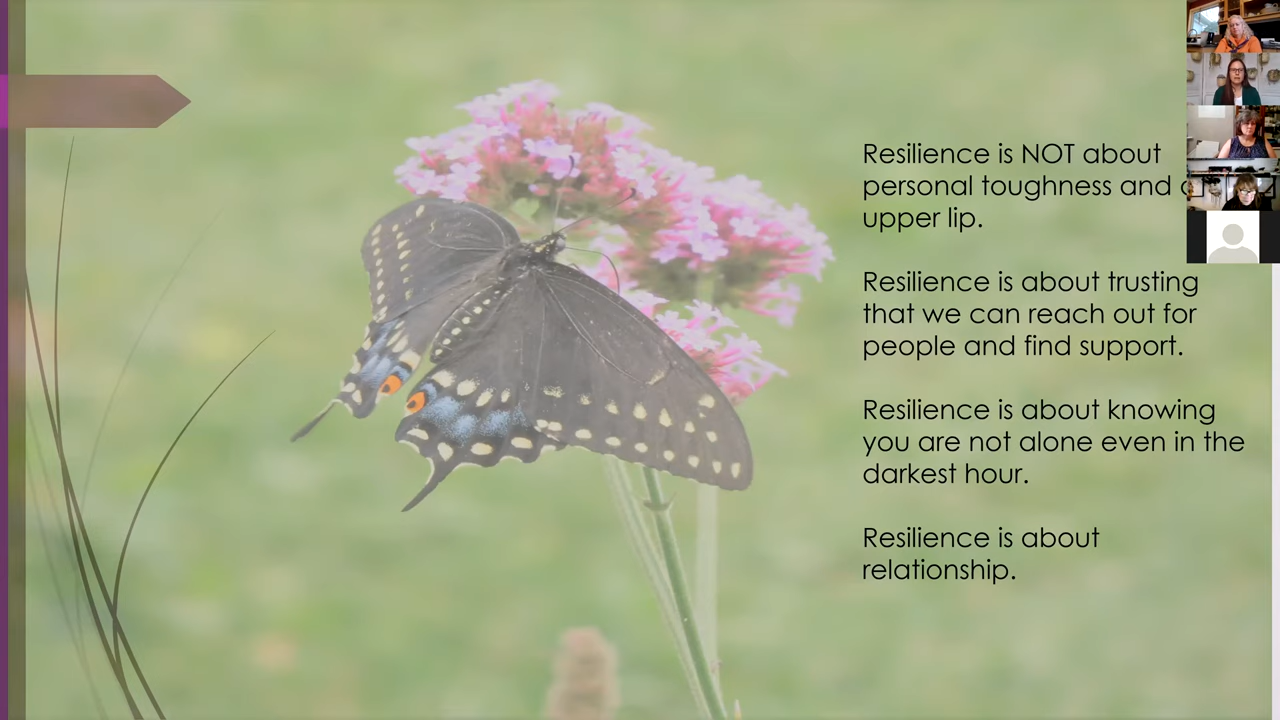 Resilience is NOT about
personal toughness and
upper lip.
Resilience is about trusting
that we can reach out for
people and find support.
Resilience is about knowing
you are not alone even in the
darkest hour.
Resilience is about
relationship.